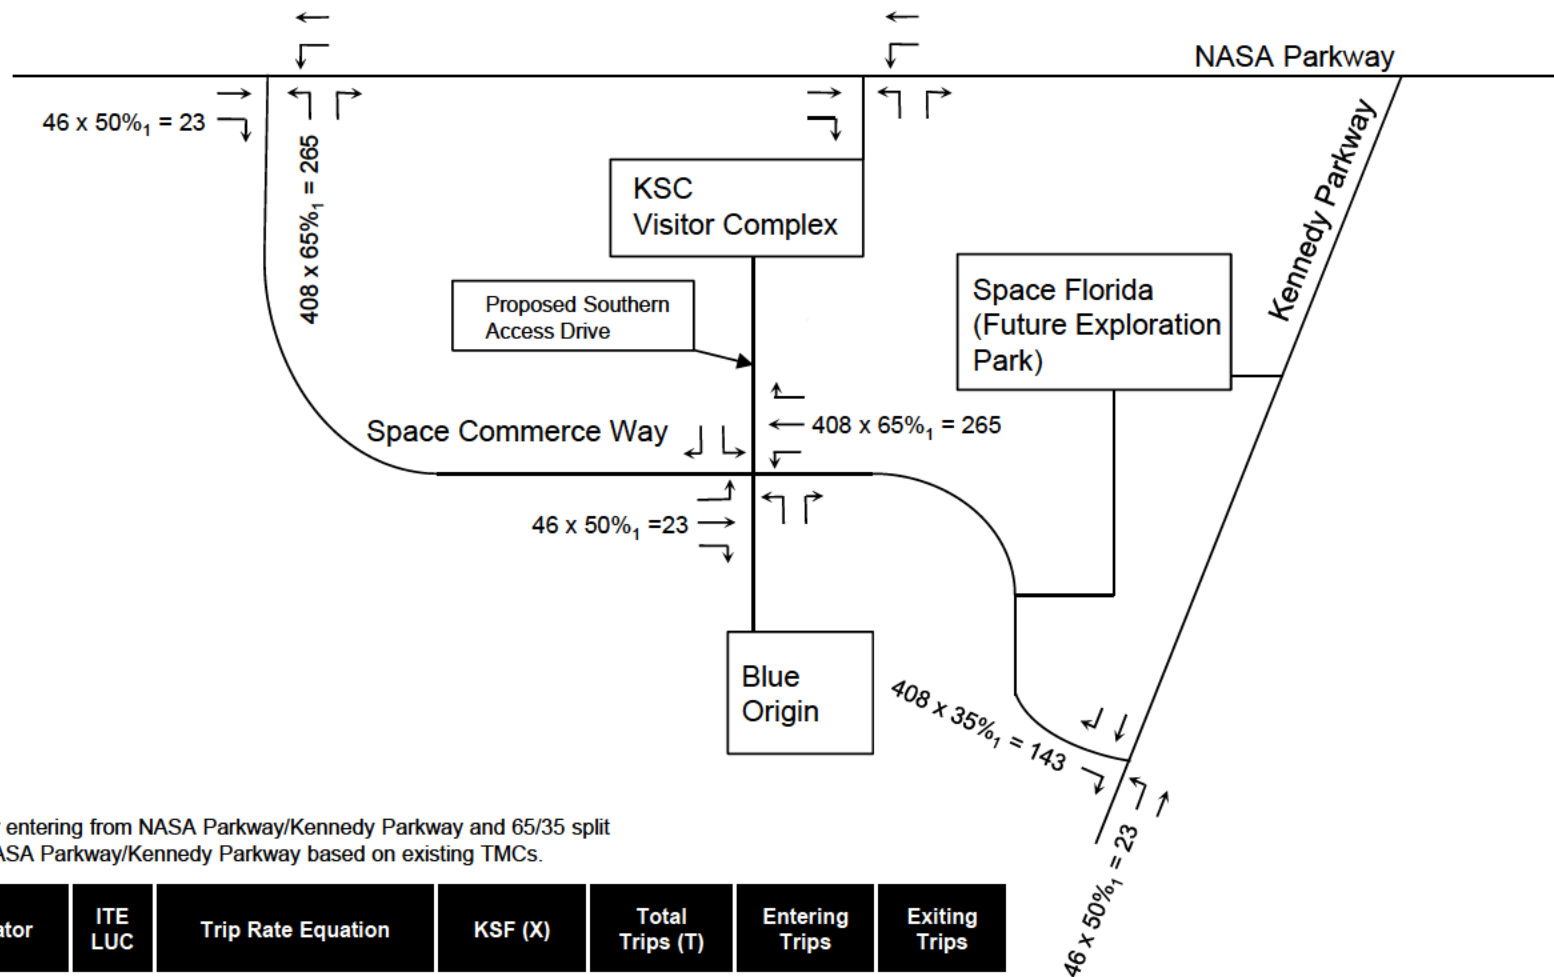 NASA Parkway
46 x 50%₁ = 23
408 x 65%₁ = 265
KSC
Visitor Complex
Kennedy Parkway
Space Florida
(Future Exploration
Park)
Proposed Southern
Access Drive
Space Commerce Way
408 x 65%₁ = 265
46 x 50%₁ =23
Blue
Origin
408 x 35%₁ = 143
46 x 50%₁ = 23
entering from NASA Parkway/Kennedy Parkway and 65/35 split
Parkway/Kennedy Parkway based on existing TMCs.
ITE
LUC
Trip Rate Equation
KSF (X)
Total
Trips (T)
Entering
Trips
Exiting
Trips